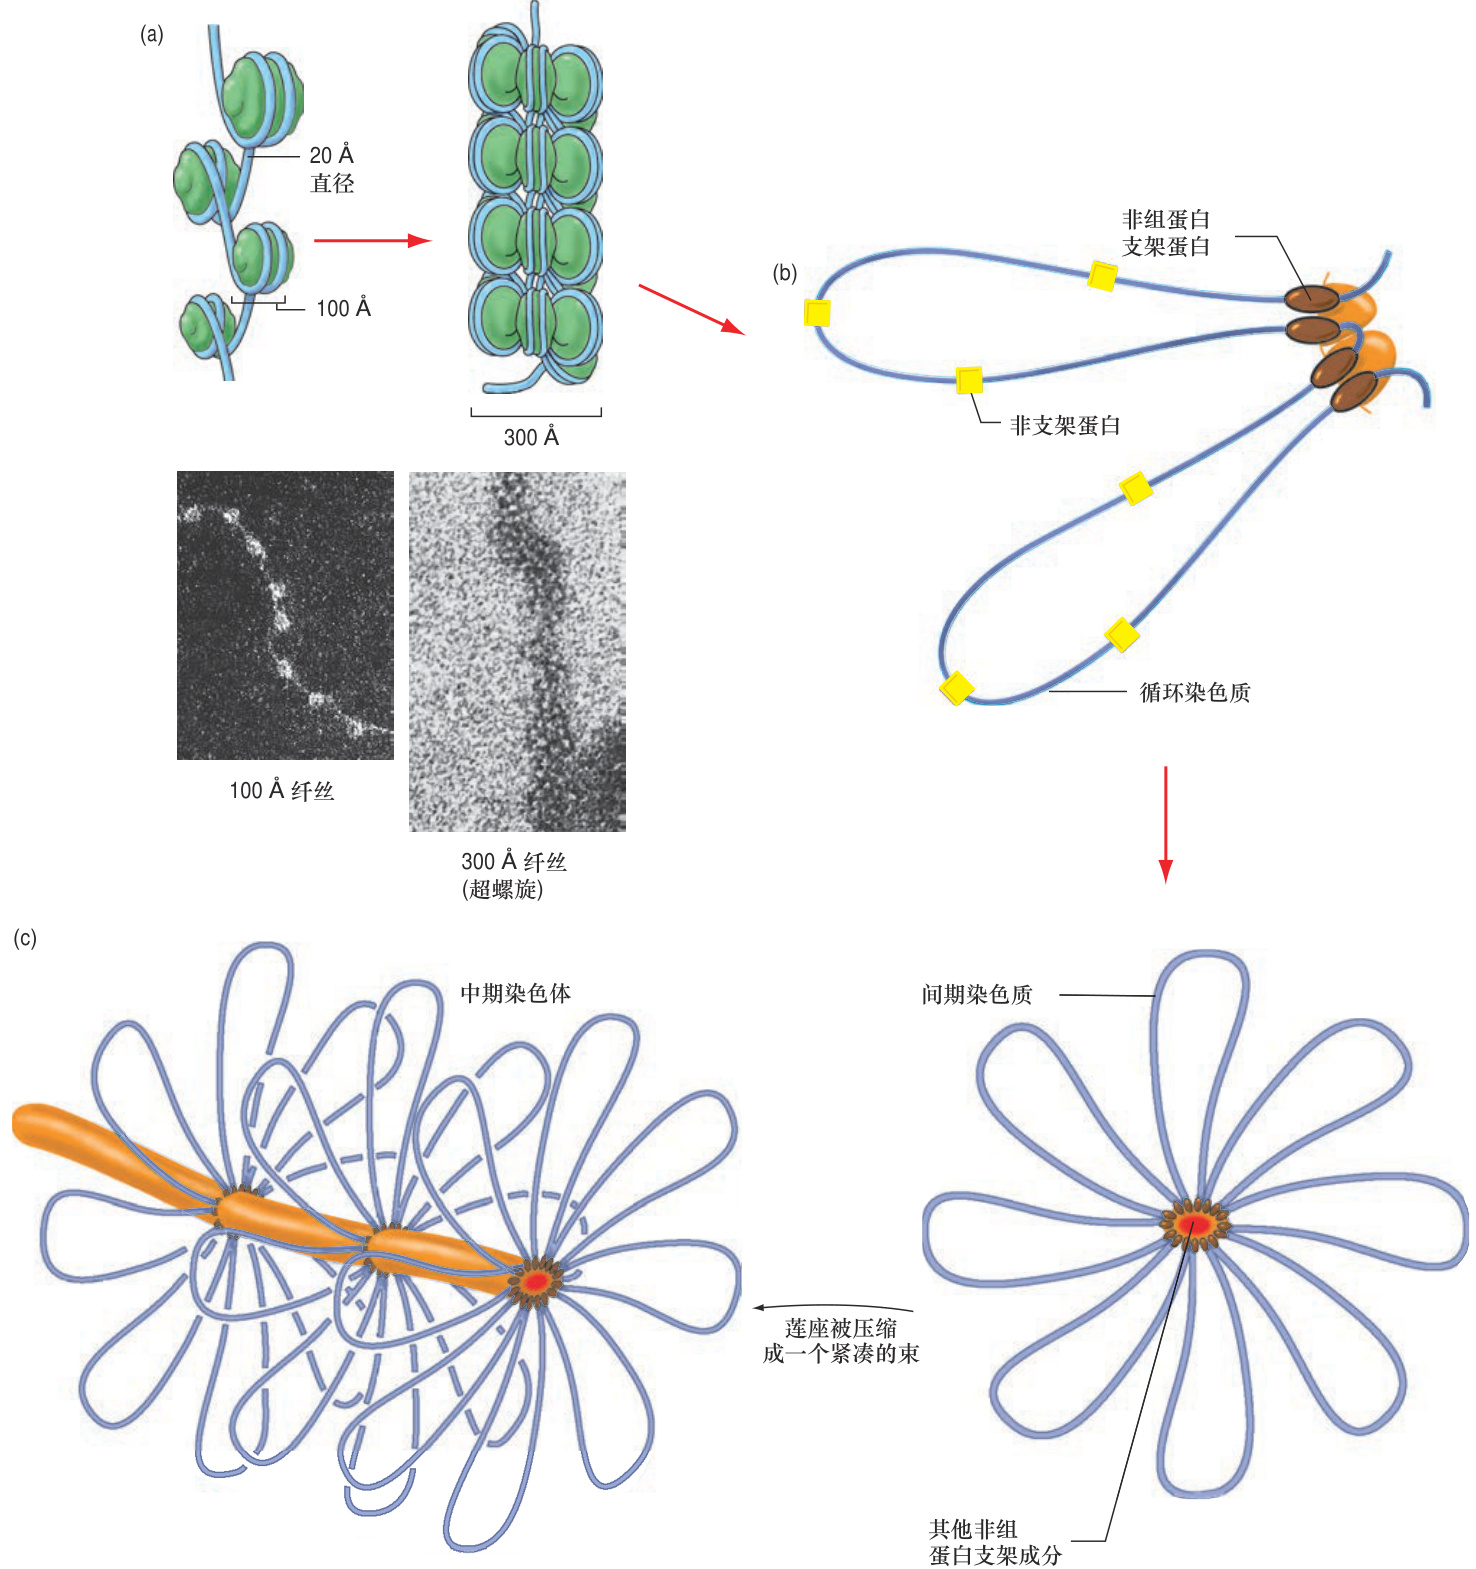 (a)
20 Å
直径
100 Å
300 Å
100 Å 纤丝
300 Å 纤丝
(超螺旋)
(b)
非组蛋白
支架蛋白
非支架蛋白
循环染色质
(c)
中期染色体
间期染色质
莲座被压缩
成一个紧凑的束
其他非组
蛋白支架成分